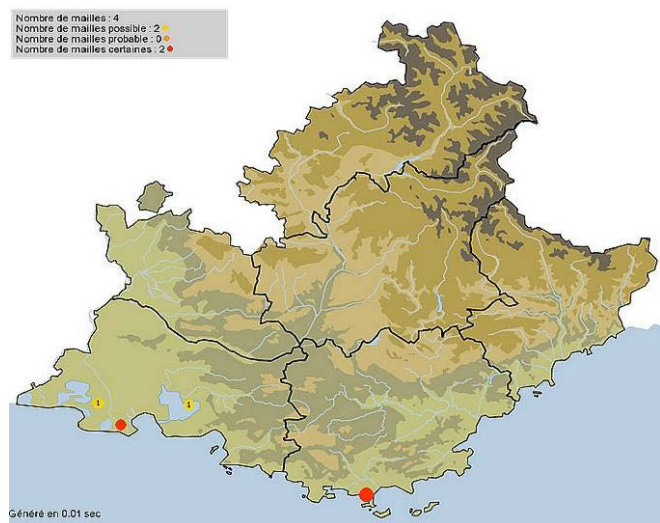 Nombre de mailles : 4
Nombre de mailles possible : 2
Nombre de mailles probable : 0
Nombre de mailles certaines : 2
1
1
Généré en 0.01 sec